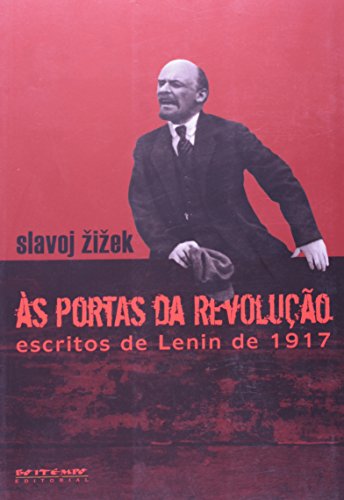 slavoj žižek
ÀS PORTAS DA REVOLUÇÃO
escritos de Lenin de 1917
BOITEMPO
EDITORIAL